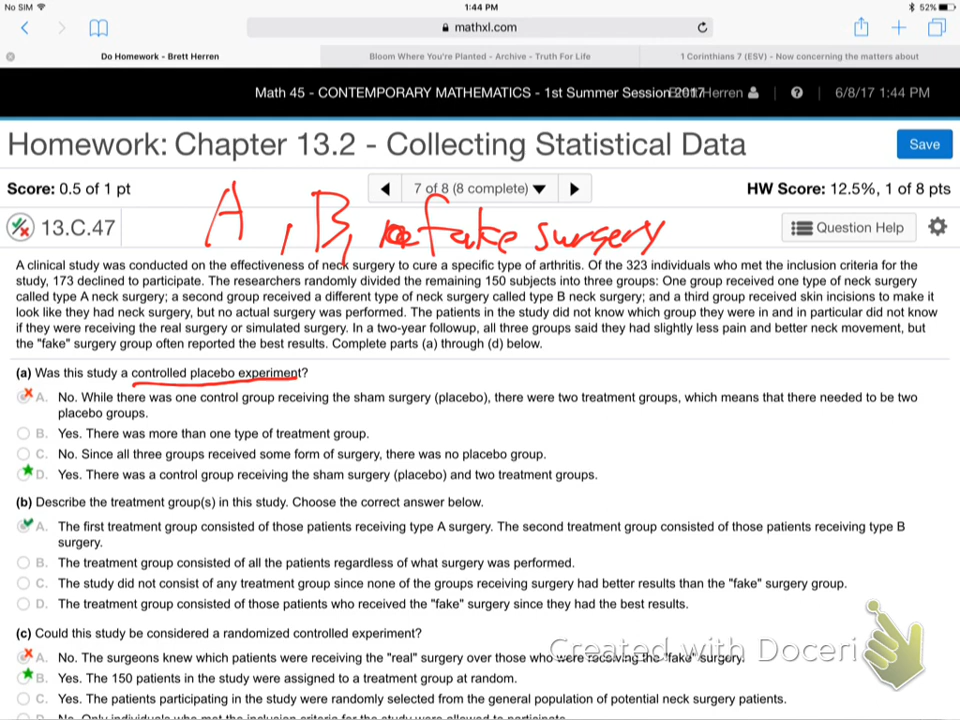 No SIM 1:44 PM 52%
mathxl.com
Do Homework - Brett Herren Bloom Where You're Planted - Archive - Truth For Life 1 Corinthians 7 (ESV) - Now concerning the matters about
Math 45 - CONTEMPORARY MATHEMATICS - 1st Summer Session 2017 Herren ? 6/8/17 1:44 PM
Homework: Chapter 13.2 - Collecting Statistical Data Save
Score: 0.5 of 1 pt 7 of 8 (8 complete) HW Score: 12.5%, 1 of 8 pts
A, B, fake surgery
13.C.47 Question Help
A clinical study was conducted on the effectiveness of neck surgery to cure a specific type of arthritis. Of the 323 individuals who met the inclusion criteria for the
study, 173 declined to participate. The researchers randomly divided the remaining 150 subjects into three groups: One group received one type of neck surgery
called type A neck surgery; a second group received a different type of neck surgery called type B neck surgery; and a third group received skin incisions to make it
look like they had neck surgery, but no actual surgery was performed. The patients in the study did not know which group they were in and in particular did not know
if they were receiving the real surgery or simulated surgery. In a two-year followup, all three groups said they had slightly less pain and better neck movement, but
the "fake" surgery group often reported the best results. Complete parts (a) through (d) below.
(a) Was this study a controlled placebo experiment?
A. No. While there was one control group receiving the sham surgery (placebo), there were two treatment groups, which means that there needed to be two
placebo groups.
B. Yes. There was more than one type of treatment group.
C. No. Since all three groups received some form of surgery, there was no placebo group.
D. Yes. There was a control group receiving the sham surgery (placebo) and two treatment groups.
(b) Describe the treatment group(s) in this study. Choose the correct answer below.
A. The first treatment group consisted of those patients receiving type A surgery. The second treatment group consisted of those patients receiving type B
surgery.
B. The treatment group consisted of all the patients regardless of what surgery was performed.
C. The study did not consist of any treatment group since none of the groups receiving surgery had better results than the "fake" surgery group.
D. The treatment group consisted of those patients who received the "fake" surgery since they had the best results.
(c) Could this study be considered a randomized controlled experiment?
Created with Doceri
A. No. The surgeons knew which patients were receiving the "real" surgery over those who were receiving the "fake" surgery.
B. Yes. The 150 patients in the study were assigned to a treatment group at random.
C. Yes. The patients participating in the study were randomly selected from the general population of potential neck surgery patients.
D. No. Only individuals who met the inclusion criteria for the study were allowed to participate.